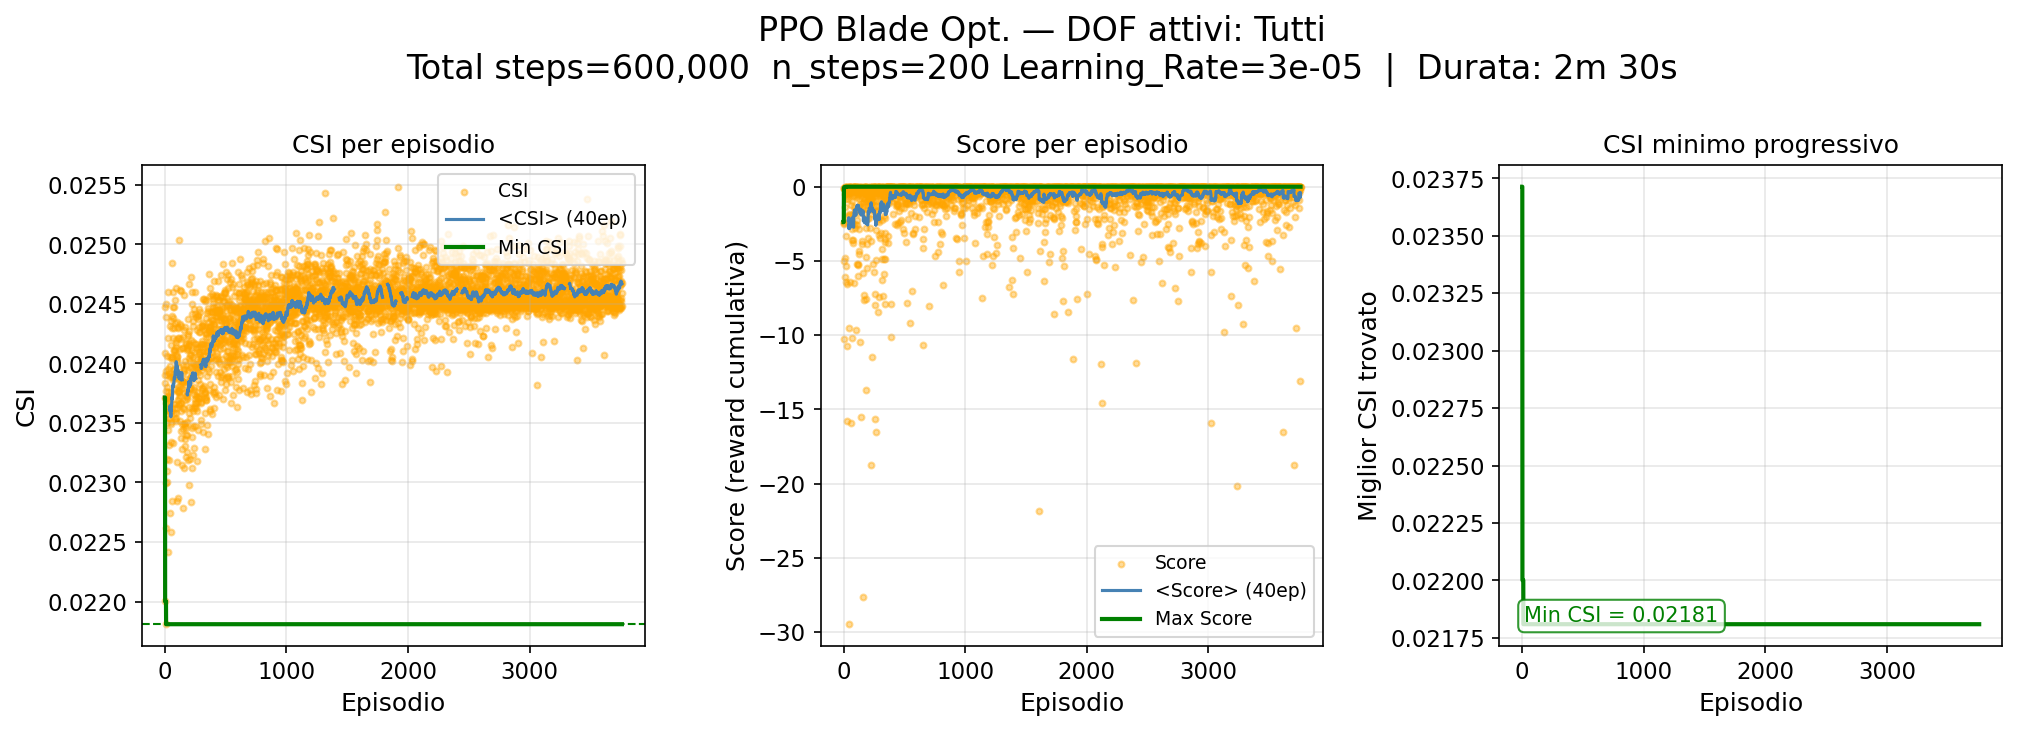 PPO Blade Opt. — DOF attivi: Tutti
Total steps=600,000  n_steps=200 Learning_Rate=3e-05  |  Durata: 2m 30s
CSI per episodio
CSI
0.0255
0.0250
0.0245
0.0240
0.0235
0.0230
0.0225
0.0220
0
1000
2000
3000
Episodio
CSI
<CSI> (40ep)
Min CSI
Score per episodio
Score (reward cumulativa)
0
−5
−10
−15
−20
−25
−30
0
1000
2000
3000
Episodio
Score
<Score> (40ep)
Max Score
CSI minimo progressivo
Miglior CSI trovato
0.02375
0.02350
0.02325
0.02300
0.02275
0.02250
0.02225
0.02200
0.02175
Min CSI = 0.02181
0
1000
2000
3000
Episodio